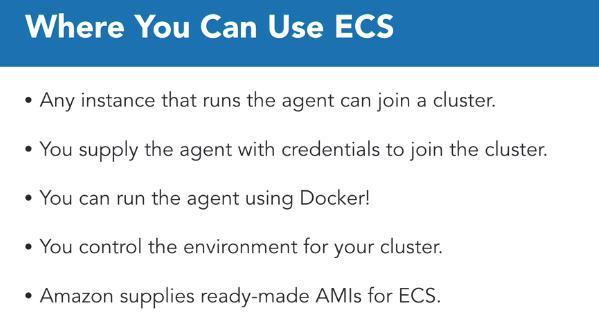 Where You Can Use ECS
• Any instance that runs the agent can join a cluster.
• You supply the agent with credentials to join the cluster.
• You can run the agent using Docker!
• You control the environment for your cluster.
• Amazon supplies ready-made AMIs for ECS.